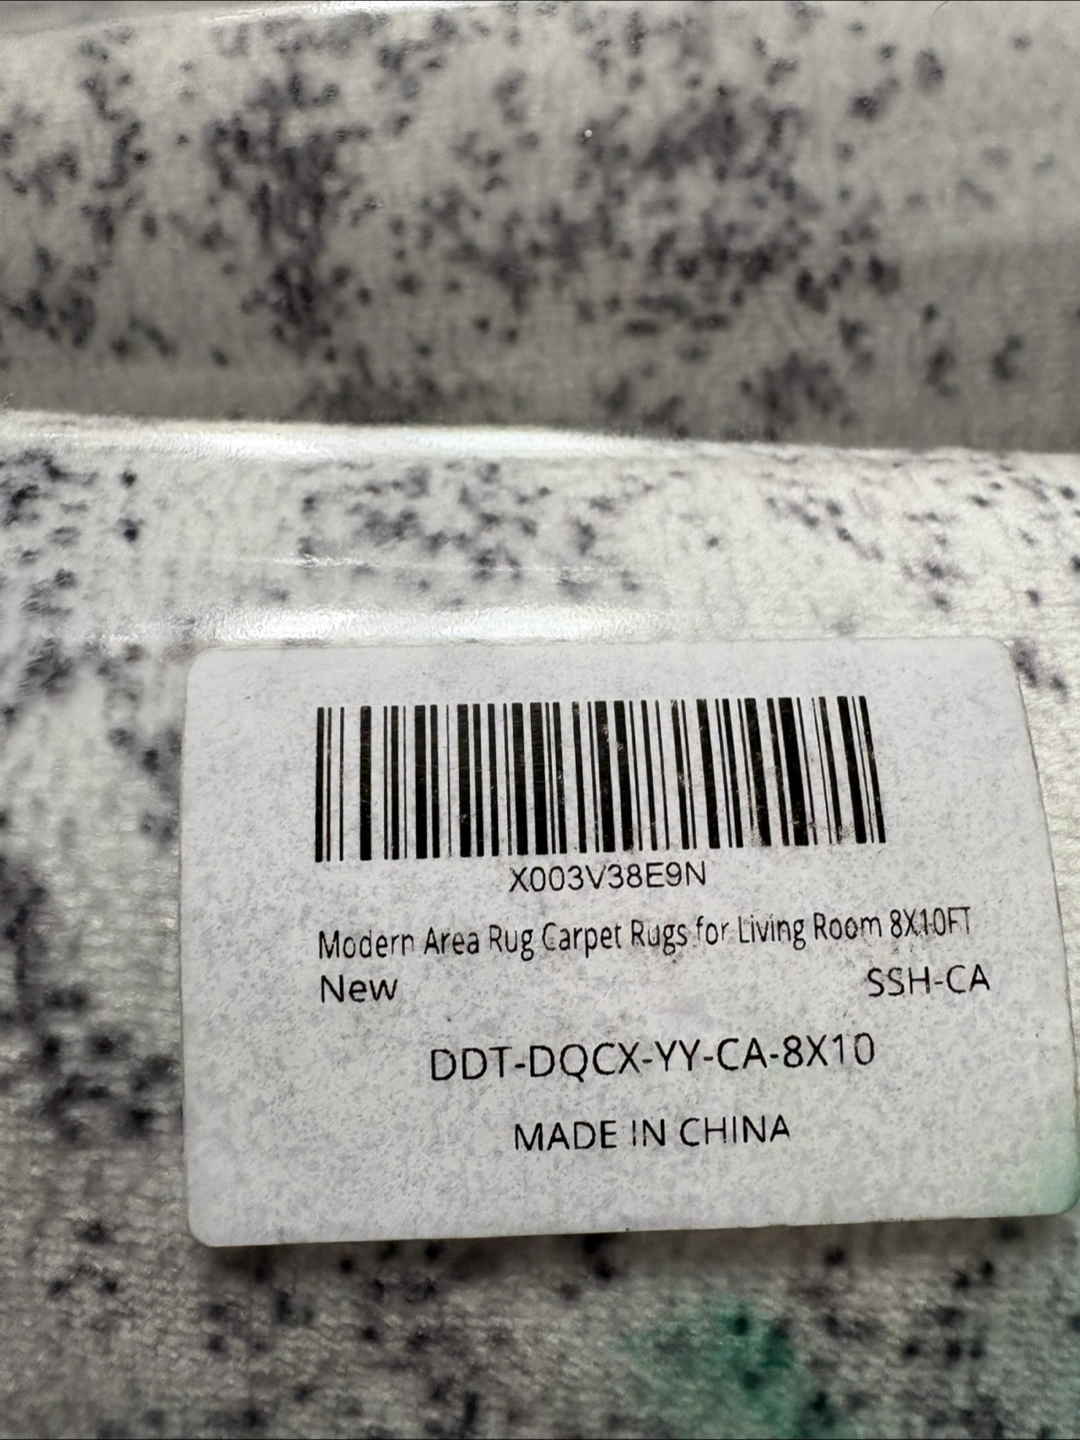 X003V38E9N
Modern Area Rug Carpet Rugs for Living Room 8X10FT
New SSH-CA
DDT-DQCX-YY-CA-8X10
MADE IN CHINA